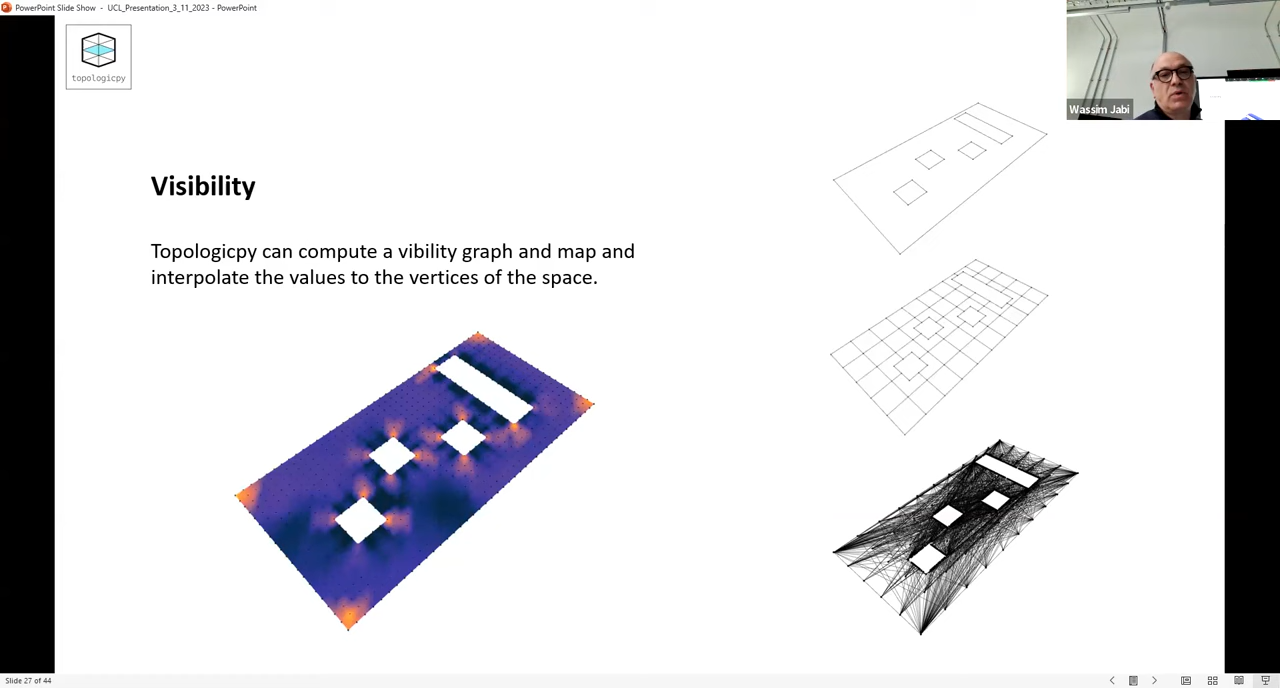 PowerPoint Slide Show - UCL_Presentation_3_11_2023 - PowerPoint
topologicpy
Wassim Jabi
Visibility
Topologicpy can compute a vibility graph and map and
interpolate the values to the vertices of the space.
Slide 27 of 44